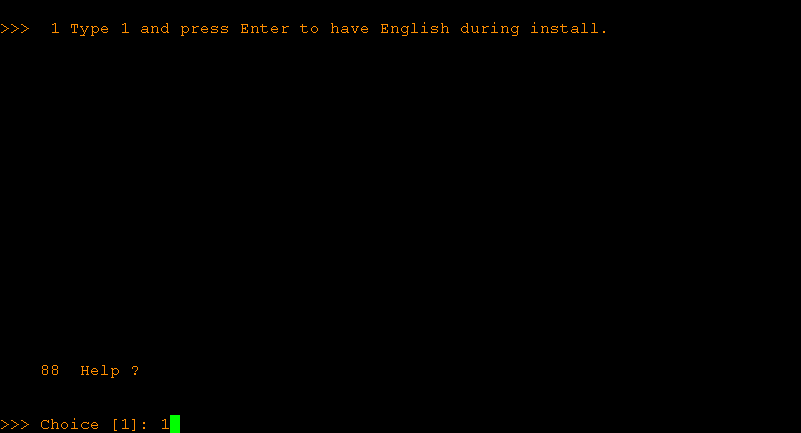 >>>  1 Type 1 and press Enter to have English during install.
88  Help ?
>>> Choice [1]: 1